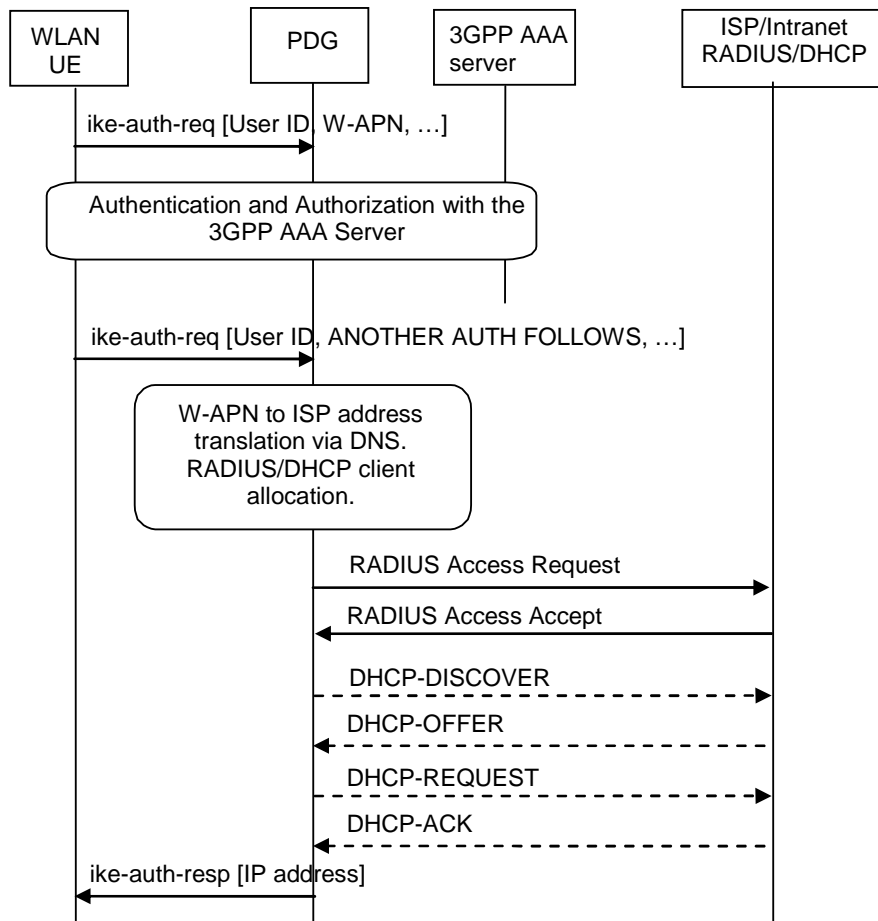 WLAN
UE
PDG
3GPP AAA
server
ISP/Intranet
RADIUS/DHCP
ike-auth-req [User ID, W-APN, …]
Authentication and Authorization with the
3GPP AAA Server
ike-auth-req [User ID, ANOTHER AUTH FOLLOWS, …]
W-APN to ISP address
translation via DNS.
RADIUS/DHCP client
allocation.
RADIUS Access Request
RADIUS Access Accept
DHCP-DISCOVER
DHCP-OFFER
DHCP-REQUEST
DHCP-ACK
ike-auth-resp [IP address]